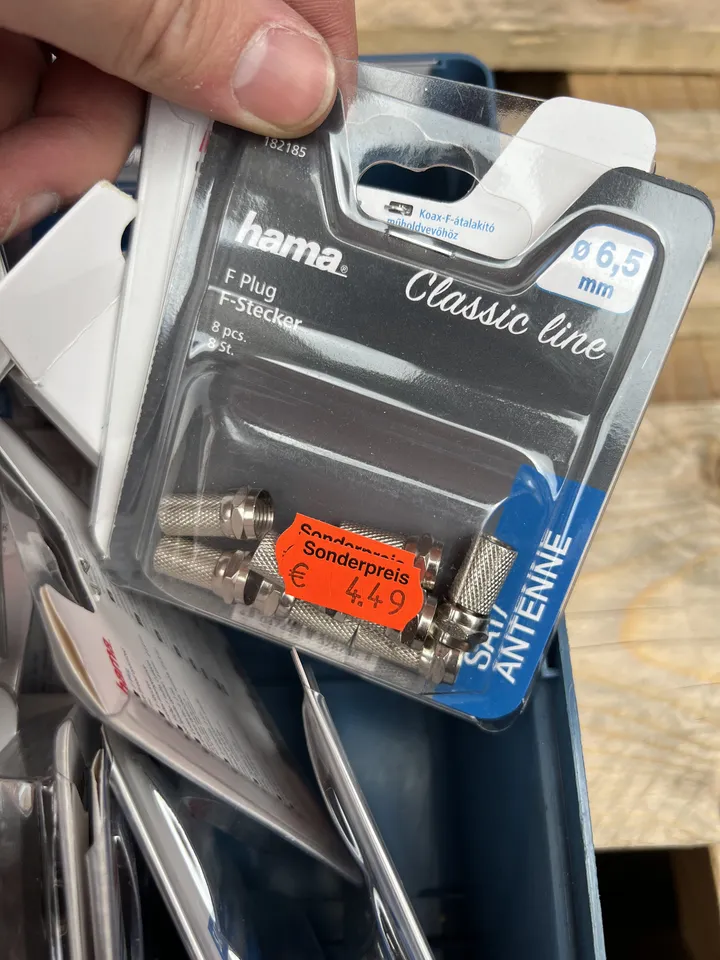 182185
Koax-F-átalakító
műholdvevőhöz
hama®
ø 6,5
mm
Classic line
F Plug
F-Stecker
8 pcs.
8 St.
Sonderpreis
Sonderpreis
€ 4.49
SAT/
ANTENNE
hama